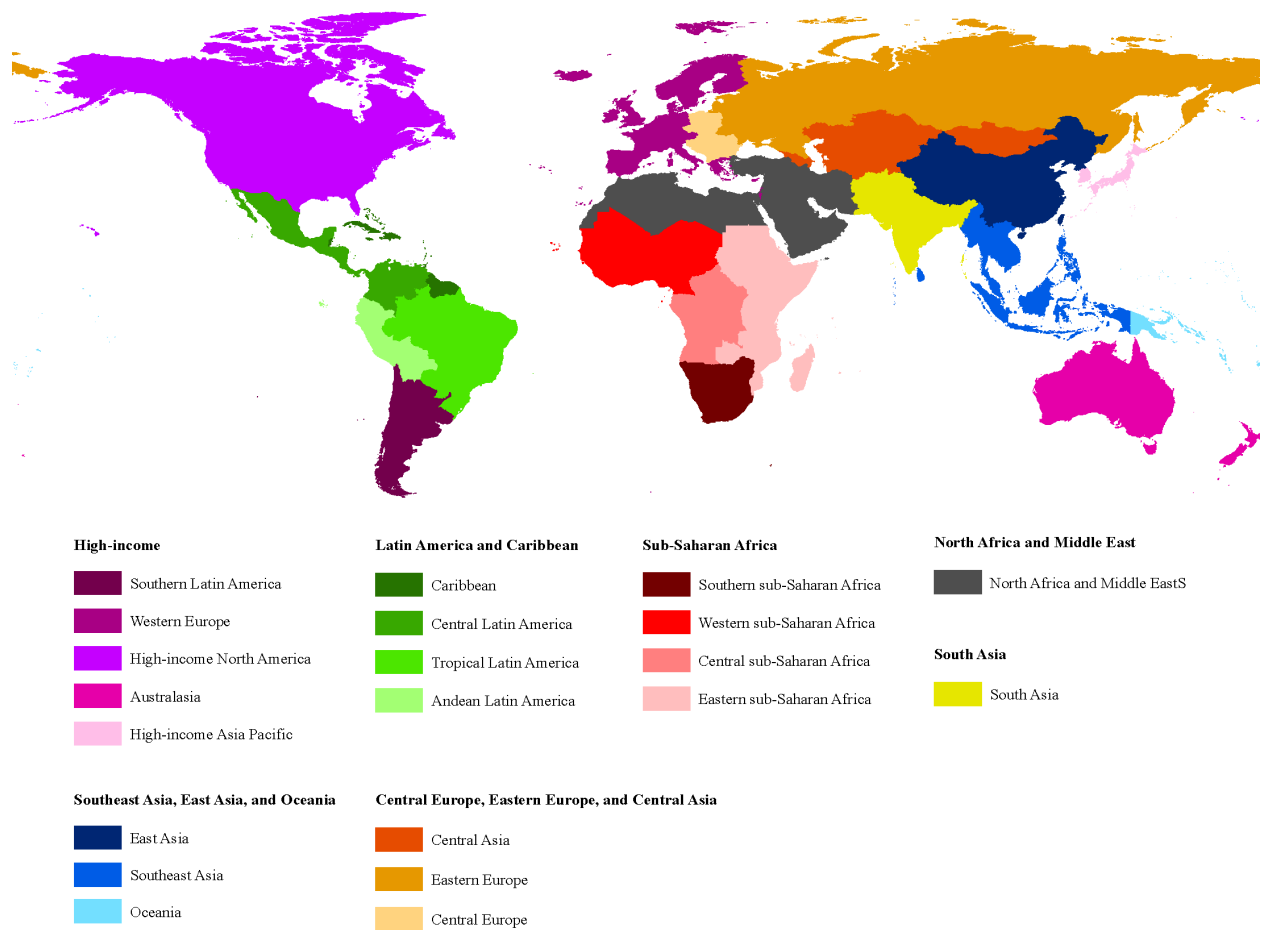 High-income
Southern Latin America
Western Europe
High-income North America
Australasia
High-income Asia Pacific
Latin America and Caribbean
Caribbean
Central Latin America
Tropical Latin America
Andean Latin America
Sub-Saharan Africa
Southern sub-Saharan Africa
Western sub-Saharan Africa
Central sub-Saharan Africa
Eastern sub-Saharan Africa
North Africa and Middle East
North Africa and Middle EastS
South Asia
South Asia
Southeast Asia, East Asia, and Oceania
East Asia
Southeast Asia
Oceania
Central Europe, Eastern Europe, and Central Asia
Central Asia
Eastern Europe
Central Europe